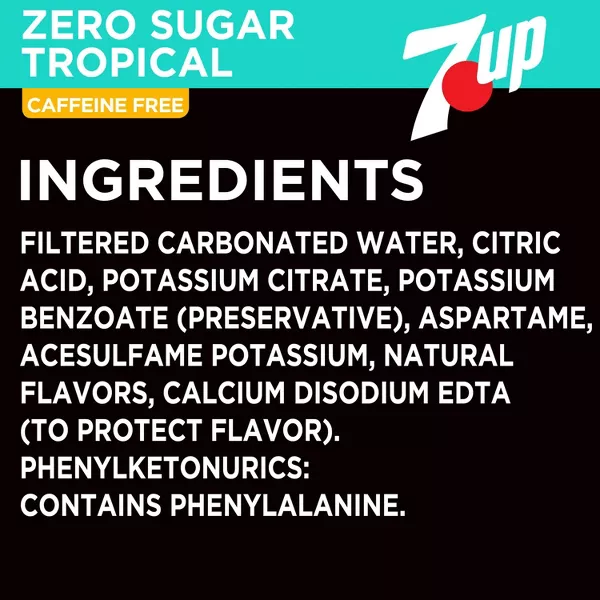 ZERO SUGAR
TROPICAL
7up
CAFFEINE FREE
INGREDIENTS
FILTERED CARBONATED WATER, CITRIC
ACID, POTASSIUM CITRATE, POTASSIUM
BENZOATE (PRESERVATIVE), ASPARTAME,
ACESULFAME POTASSIUM, NATURAL
FLAVORS, CALCIUM DISODIUM EDTA
(TO PROTECT FLAVOR).
PHENYLKETONURICS:
CONTAINS PHENYLALANINE.